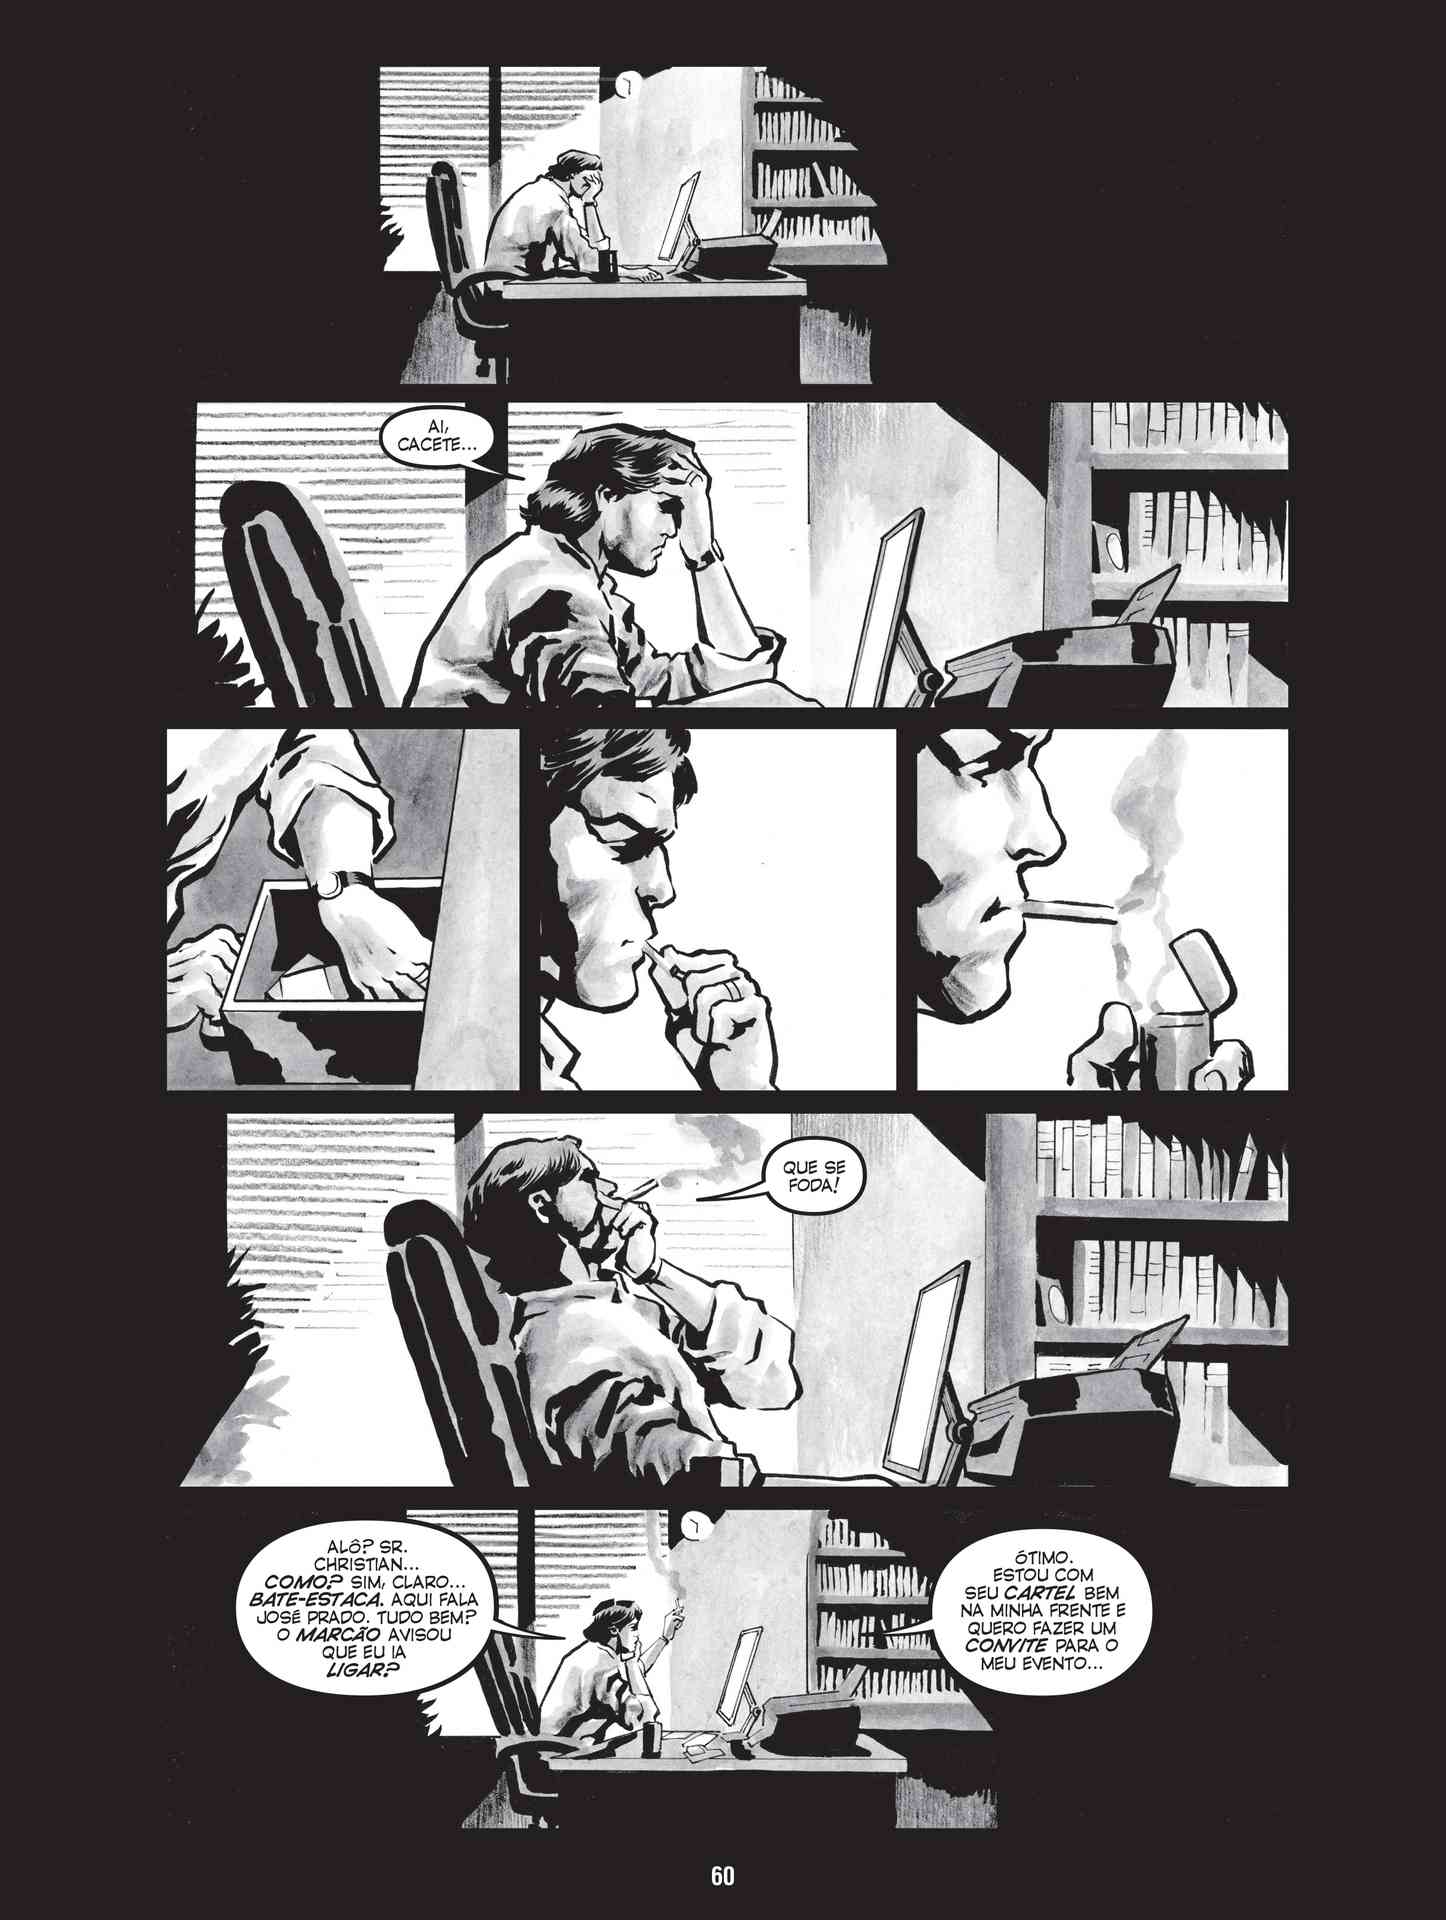 AI,
CACETE...
QUE SE
FODA!
ALÔ? SR.
CHRISTIAN...
COMO? SIM, CLARO...
BATE-ESTACA. AQUI FALA
JOSÉ PRADO. TUDO BEM?
O MARCÃO AVISOU
QUE EU IA
LIGAR?
ÓTIMO.
ESTOU COM
SEU CARTEL BEM
NA MINHA FRENTE E
QUERO FAZER UM
CONVITE PARA O
MEU EVENTO...
60